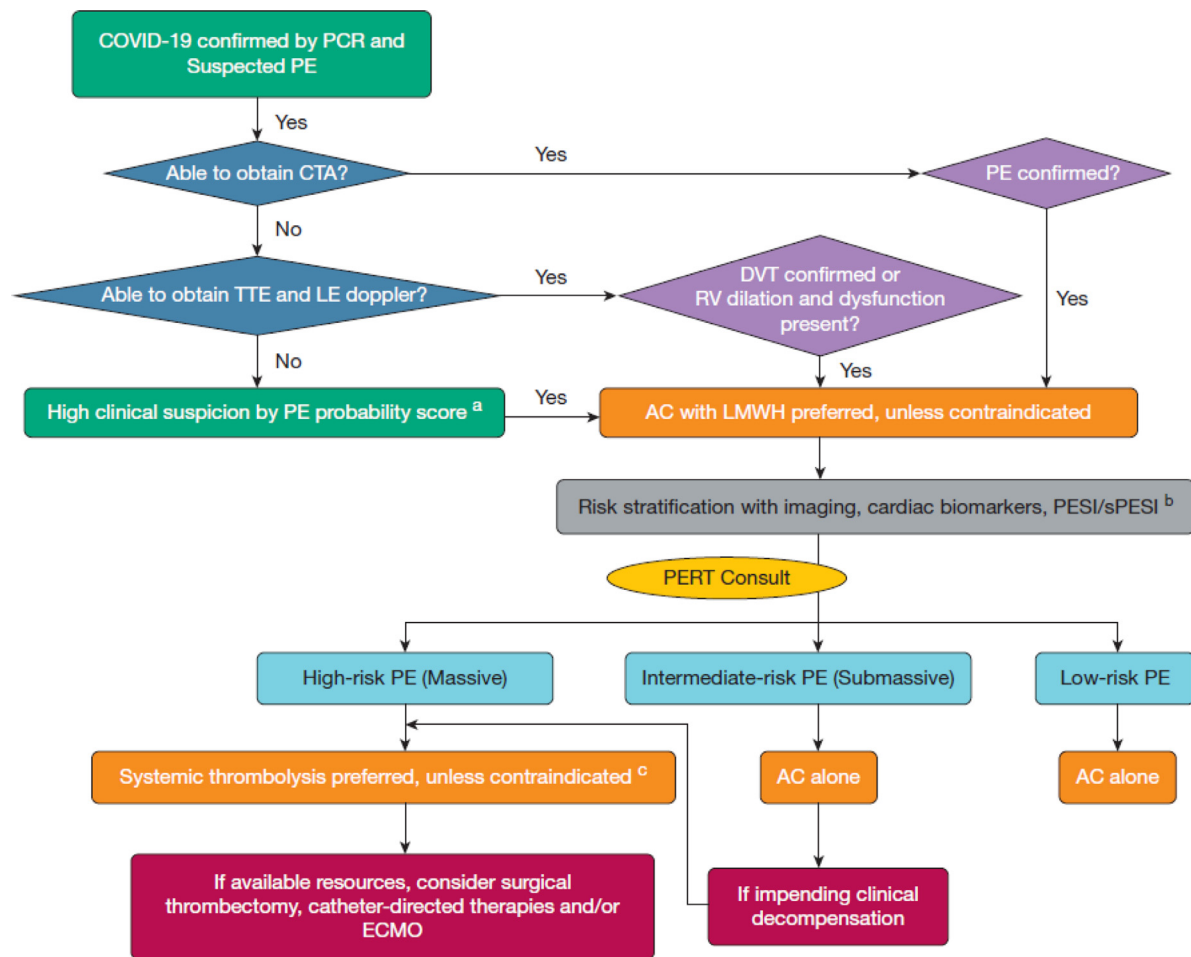 COVID-19 confirmed by PCR and
Suspected PE
Yes
Able to obtain CTA?
Yes
PE confirmed?
No
Yes
Able to obtain TTE and LE doppler?
Yes
DVT confirmed or
RV dilation and dysfunction
present?
No
Yes
High clinical suspicion by PE probability score a
Yes
AC with LMWH preferred, unless contraindicated
Risk stratification with imaging, cardiac biomarkers, PESI/sPESI b
PERT Consult
High-risk PE (Massive)
Intermediate-risk PE (Submassive)
Low-risk PE
Systemic thrombolysis preferred, unless contraindicated c
AC alone
AC alone
If available resources, consider surgical
thrombectomy, catheter-directed therapies and/or
ECMO
If impending clinical
decompensation